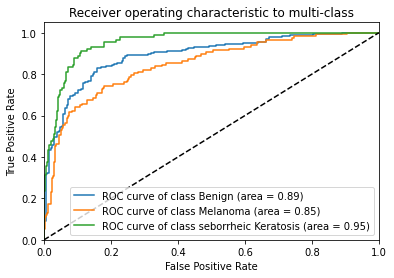 Receiver operating characteristic to multi-class
True Positive Rate
1.0
0.8
0.6
0.4
0.2
0.0
ROC curve of class Benign (area = 0.89)
ROC curve of class Melanoma (area = 0.85)
ROC curve of class seborrheic Keratosis (area = 0.95)
0.0 0.2 0.4 0.6 0.8 1.0
False Positive Rate